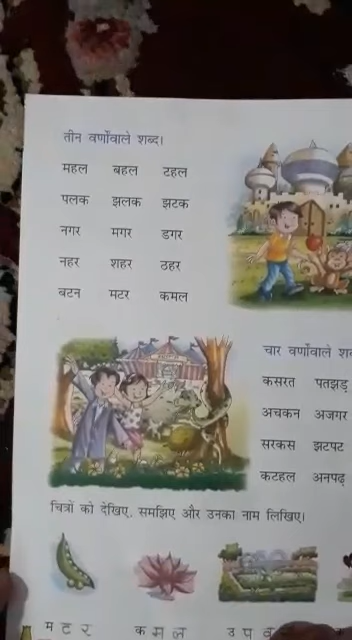 तीन वर्णोंवाले शब्द।
महल बहल टहल
पलक झलक झटक
नगर मगर डगर
नहर शहर ठहर
बटन मटर कमल
चार वर्णोंवाले
कसरत पतझड़
अचकन अजगर
सरकस झटपट
कटहल अनपढ़
चित्रों को देखिए, समझिए और उनका नाम लिखिए।
म ट र क म ल उ प व